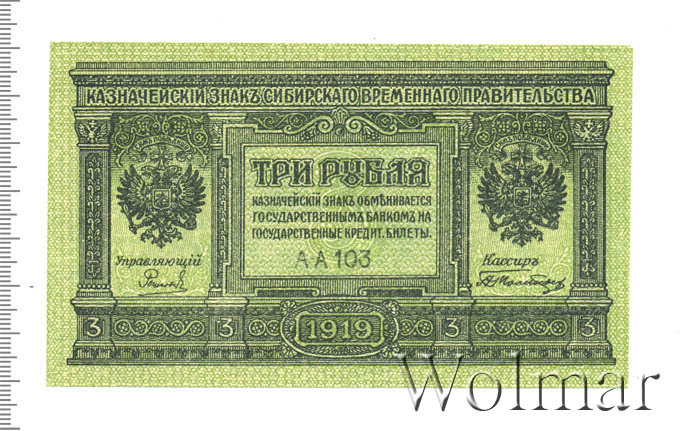 КАЗНАЧЕЙСКІЙ ЗНАКЪ СИБИРСКАГО ВРЕМЕННАГО ПРАВИТЕЛЬСТВА
ТРИ РУБЛЯ
КАЗНАЧЕЙСКІЙ ЗНАК ОБМѢНИВАЕТСЯ
ГОСУДАРСТВЕННЫМЪ БАНКОМЪ НА
ГОСУДАРСТВЕННЫЕ КРЕДИТ. БИЛЕТЫ.
АА 103
Управляющій
Кассиръ
3 3 1919 3 3
Wolmar